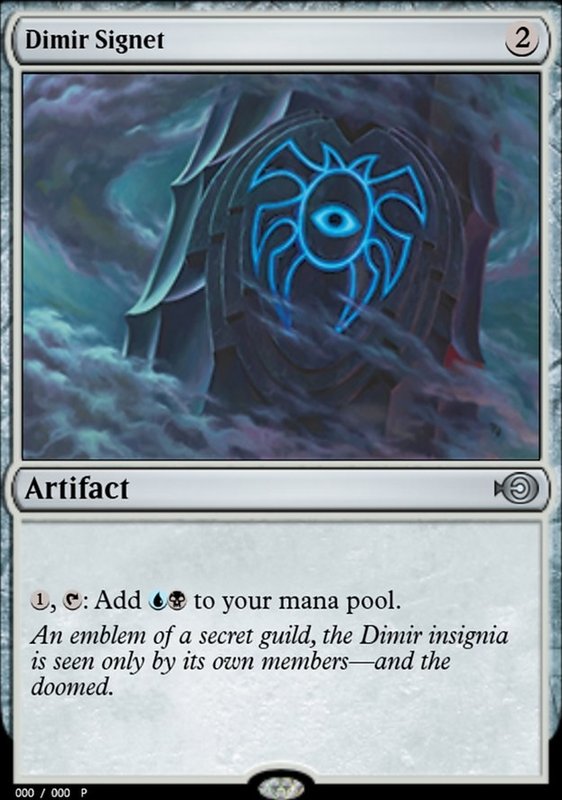 Dimir Signet 2
Artifact
1, : Add to your mana pool.
An emblem of a secret guild, the Dimir insignia
is seen only by its own members—and the
doomed.
000 / 000 P